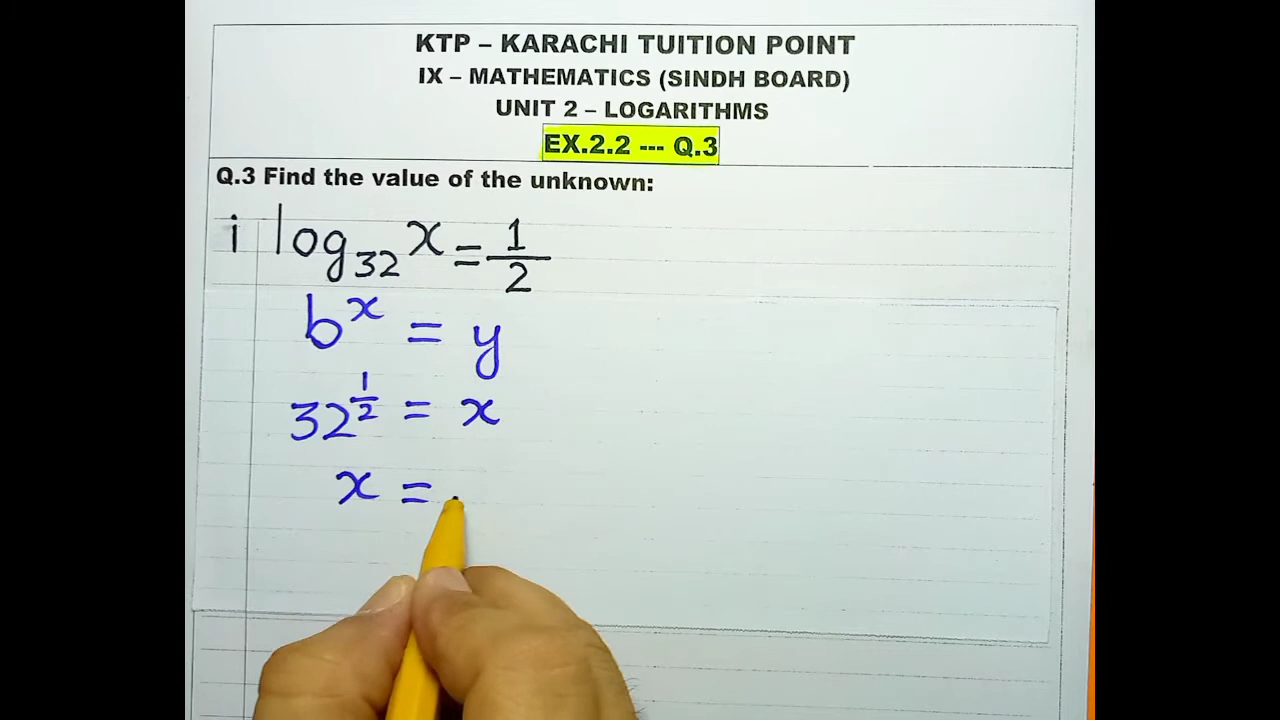 KTP – KARACHI TUITION POINT
IX – MATHEMATICS (SINDH BOARD)
UNIT 2 – LOGARITHMS
EX.2.2 --- Q.3
Q.3 Find the value of the unknown:
i log₃₂ x = 1/2
bˣ = y
32^(1/2) = x
x =